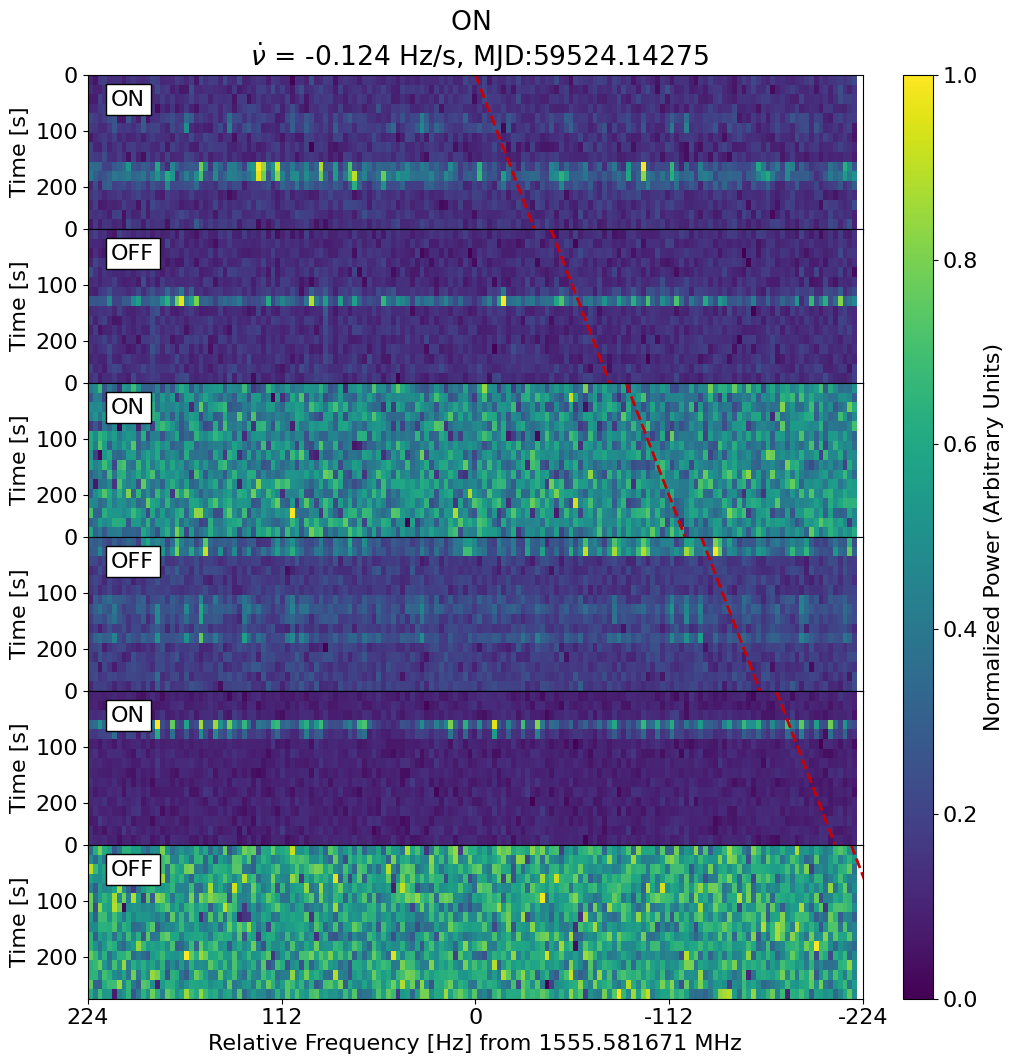 ON
ν̇ = -0.124 Hz/s, MJD:59524.14275
0
100
200
Time [s]
ON
0
100
200
Time [s]
OFF
0
100
200
Time [s]
ON
0
100
200
Time [s]
OFF
0
100
200
Time [s]
ON
0
100
200
Time [s]
OFF
224
112
0
-112
-224
Relative Frequency [Hz] from 1555.581671 MHz
1.0
0.8
0.6
0.4
0.2
0.0
Normalized Power (Arbitrary Units)